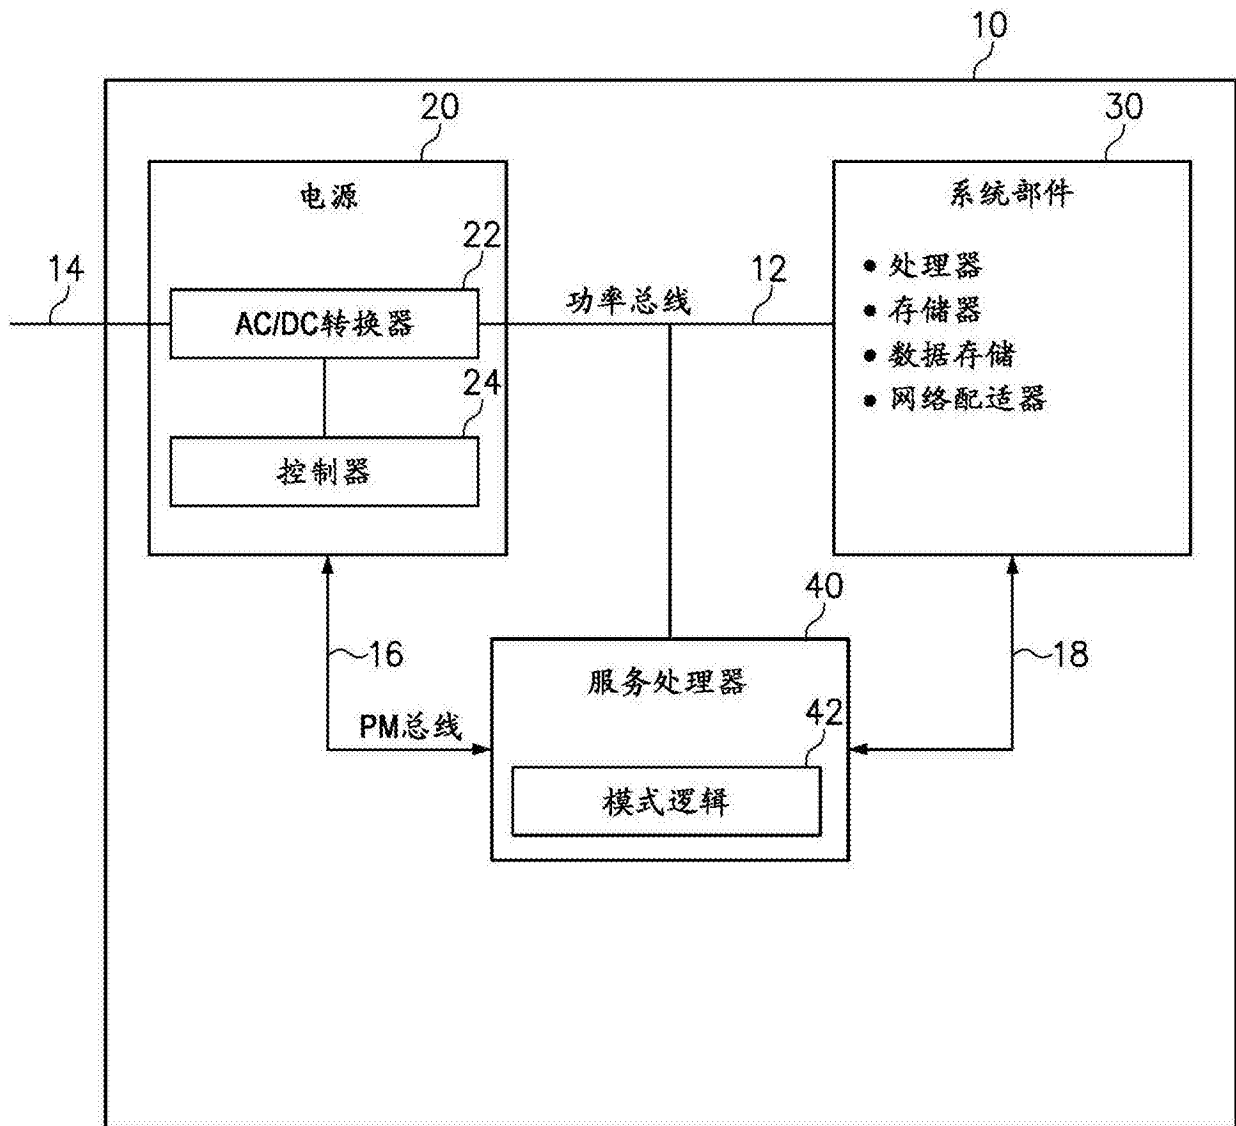 10
20
30
电源
系统部件
22
14
12
功率总线
AC/DC转换器
● 处理器
● 存储器
● 数据存储
● 网络配适器
24
控制器
40
16
18
服务处理器
42
PM总线
模式逻辑